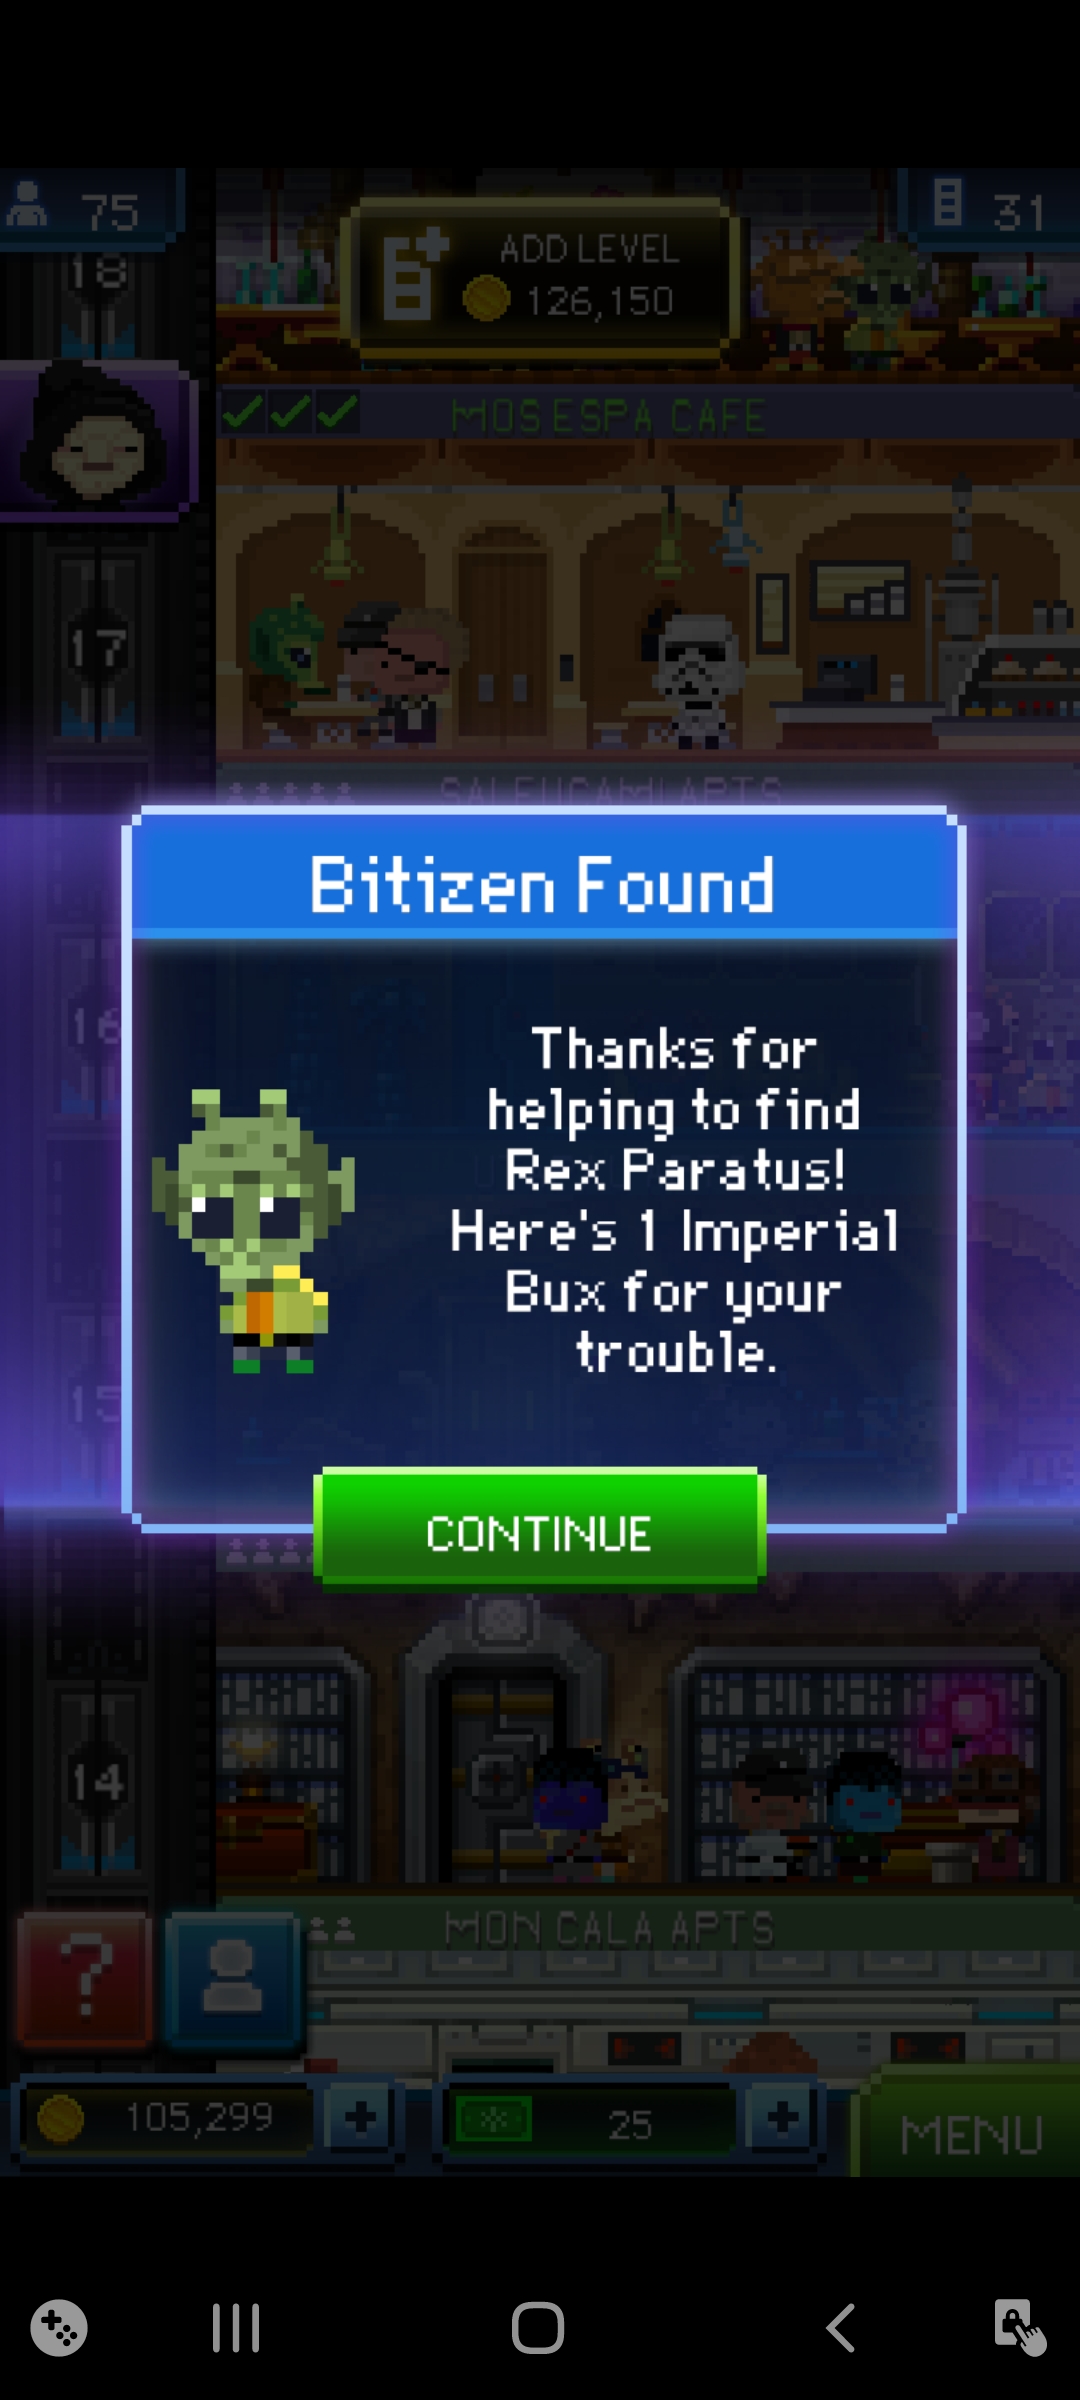 75
31
18
ADD LEVEL
126,150
MOS ESPA CAFE
17
SALEUCAMI APTS
Bitizen Found
16
Thanks for
helping to find
Rex Paratus!
Here's 1 Imperial
Bux for your
trouble.
15
CONTINUE
14
MON CALA APTS
?
105,299
+
25
+
MENU